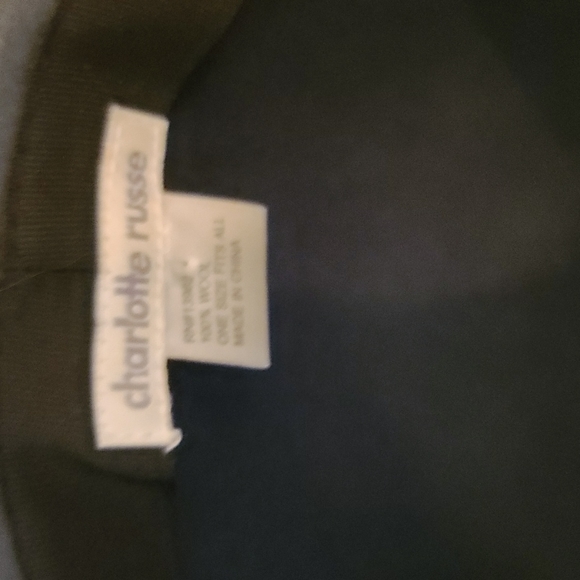 charlotte russe
100% WOOL
ONE SIZE FITS ALL
MADE IN CHINA